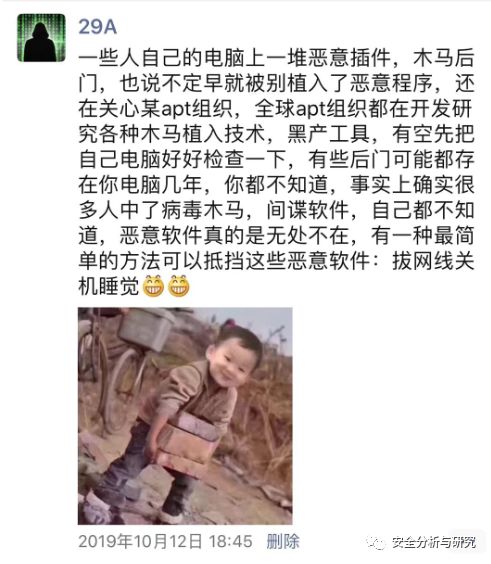 29A
一些人自己的电脑上一堆恶意插件，木马后
门，也说不定早就被别植入了恶意程序，还
在关心某apt组织，全球apt组织都在开发研
究各种木马植入技术，黑产工具，有空先把
自己电脑好好检查一下，有些后门可能都存
在你电脑几年，你都不知道，事实上确实很
多人中了病毒木马，间谍软件，自己都不知
道，恶意软件真的是无处不在，有一种最简
单的方法可以抵挡这些恶意软件：拔网线关
机睡觉😁😁
2019年10月12日 18:45 删除
安全分析与研究